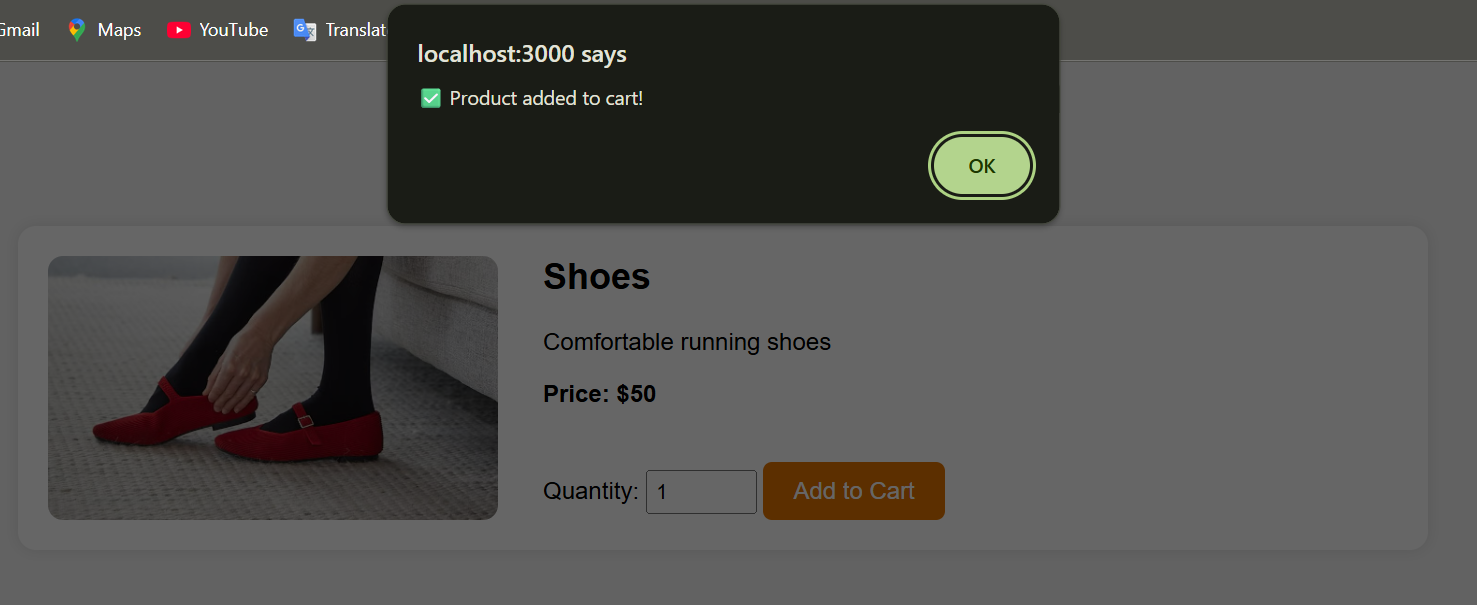 Gmail Maps YouTube Translat
localhost:3000 says
✅ Product added to cart!
OK
Shoes
Comfortable running shoes
Price: $50
Quantity: 1 Add to Cart